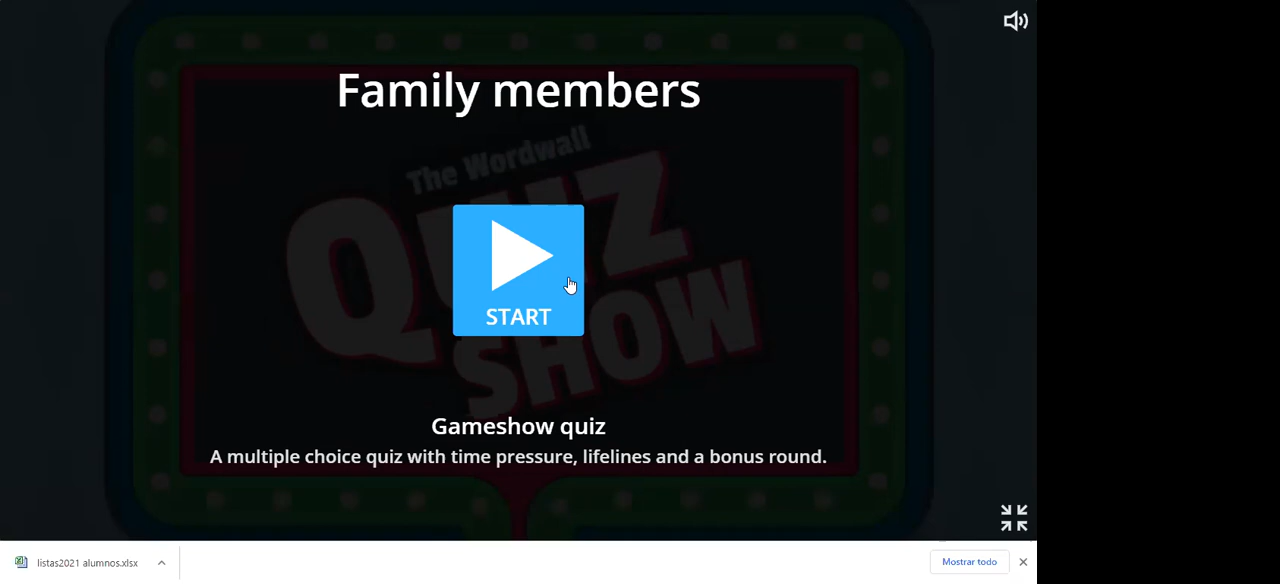 Family members
The Wordwall
QUIZ
SHOW
START
Gameshow quiz
A multiple choice quiz with time pressure, lifelines and a bonus round.
listas2021 alumnos.xlsx
Mostrar todo